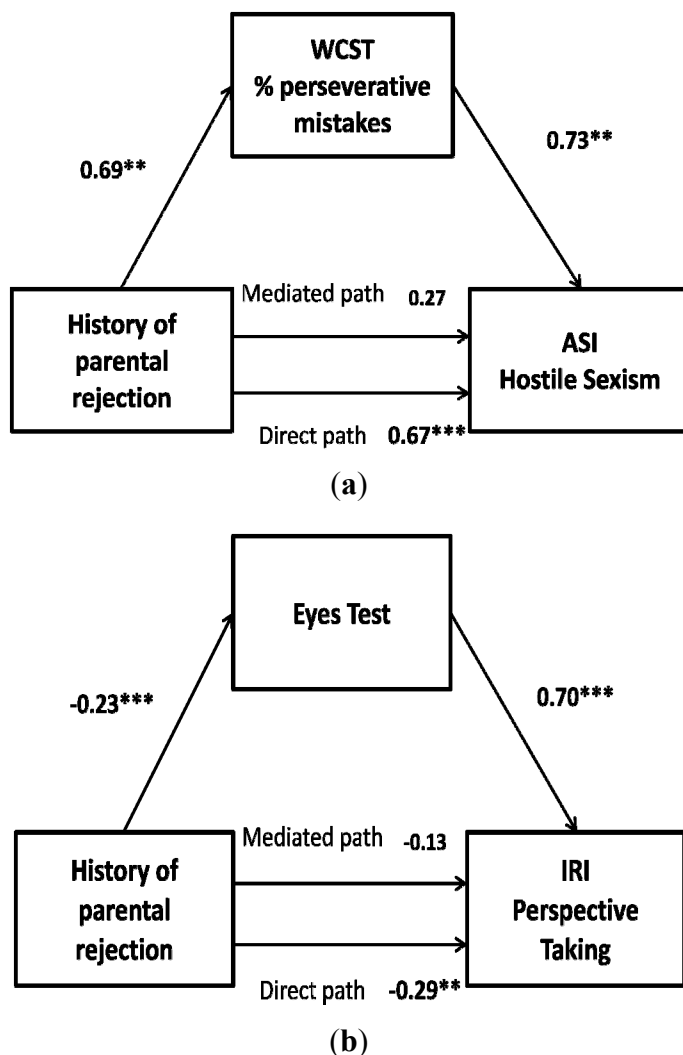 WCST
% perseverative
mistakes
0.69**
0.73**
Mediated path 0.27
History of
parental
rejection
ASI
Hostile Sexism
Direct path 0.67***
(a)
Eyes Test
-0.23***
0.70***
Mediated path -0.13
History of
parental
rejection
IRI
Perspective
Taking
Direct path -0.29**
(b)